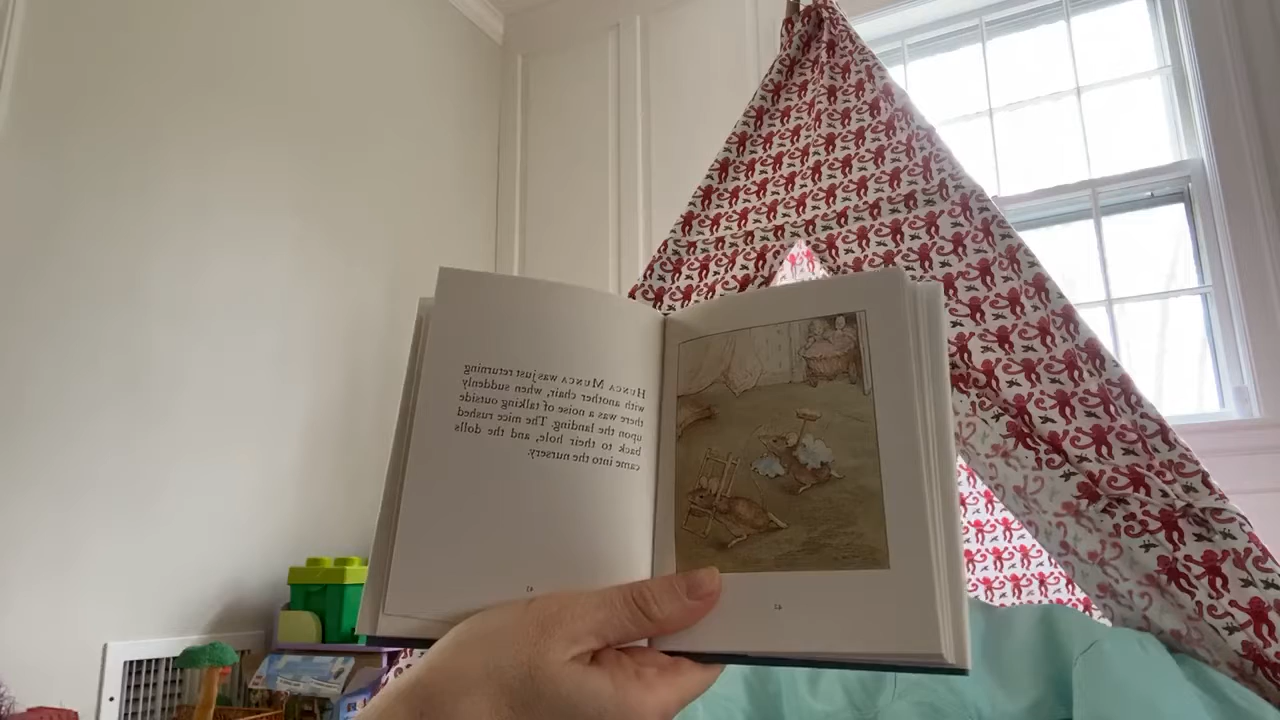 HUNCA MUNCA was just returning
with another chair, when suddenly
there was a noise of talking outside
upon the landing. The mice rushed
back to their hole, and the dolls
came into the nursery.